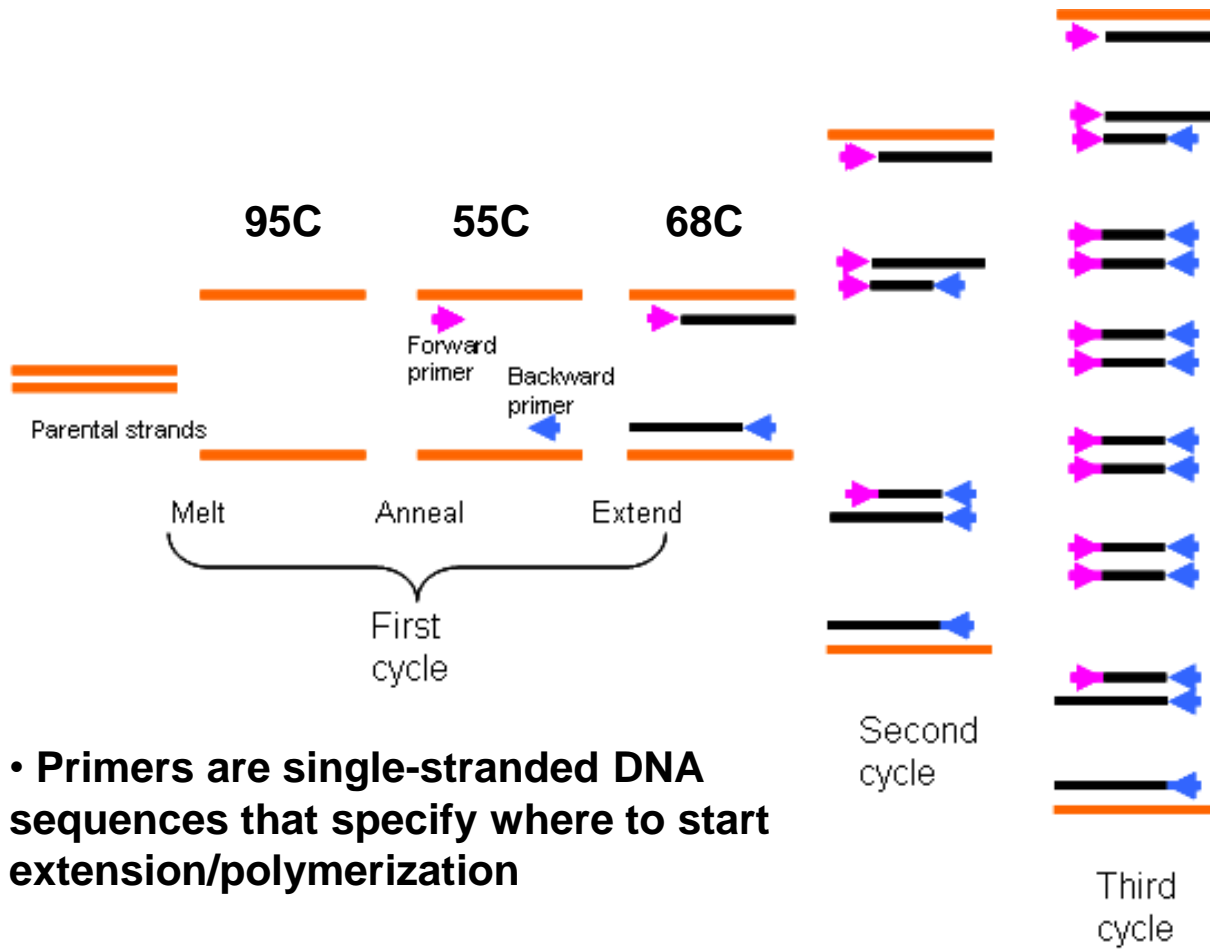 95C 55C 68C
Forward
primer
Backward
primer
Parental strands
Melt Anneal Extend
First
cycle
Second
cycle
Third
cycle
• Primers are single-stranded DNA
sequences that specify where to start
extension/polymerization